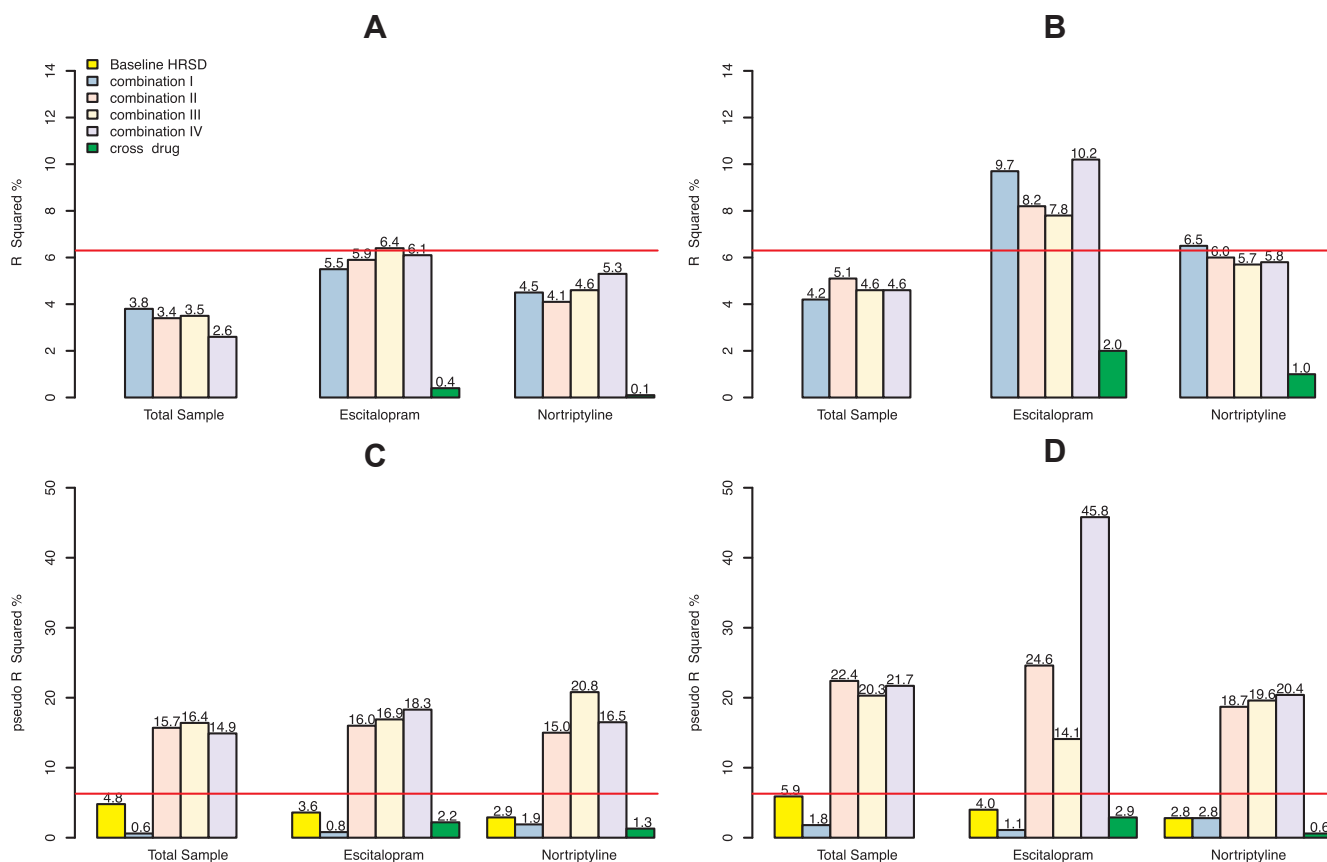 A
Baseline HRSD
combination I
combination II
combination III
combination IV
cross drug
R Squared %
0 2 4 6 8 10 12 14
3.8 3.4 3.5 2.6
5.5 5.9 6.4 6.1 0.4
4.5 4.1 4.6 5.3 0.1
Total Sample Escitalopram Nortriptyline
B
R Squared %
0 2 4 6 8 10 12 14
4.2 5.1 4.6 4.6
9.7 8.2 7.8 10.2 2.0
6.5 6.0 5.7 5.8 1.0
Total Sample Escitalopram Nortriptyline
C
pseudo R Squared %
0 10 20 30 40 50
4.8 0.6 15.7 16.4 14.9
3.6 0.8 16.0 16.9 18.3 2.2
2.9 1.9 15.0 20.8 16.5 1.3
Total Sample Escitalopram Nortriptyline
D
pseudo R Squared %
0 10 20 30 40 50
5.9 1.8 22.4 20.3 21.7
4.0 1.1 24.6 14.1 45.8 2.9
2.8 2.8 18.7 19.6 20.4 0.6
Total Sample Escitalopram Nortriptyline